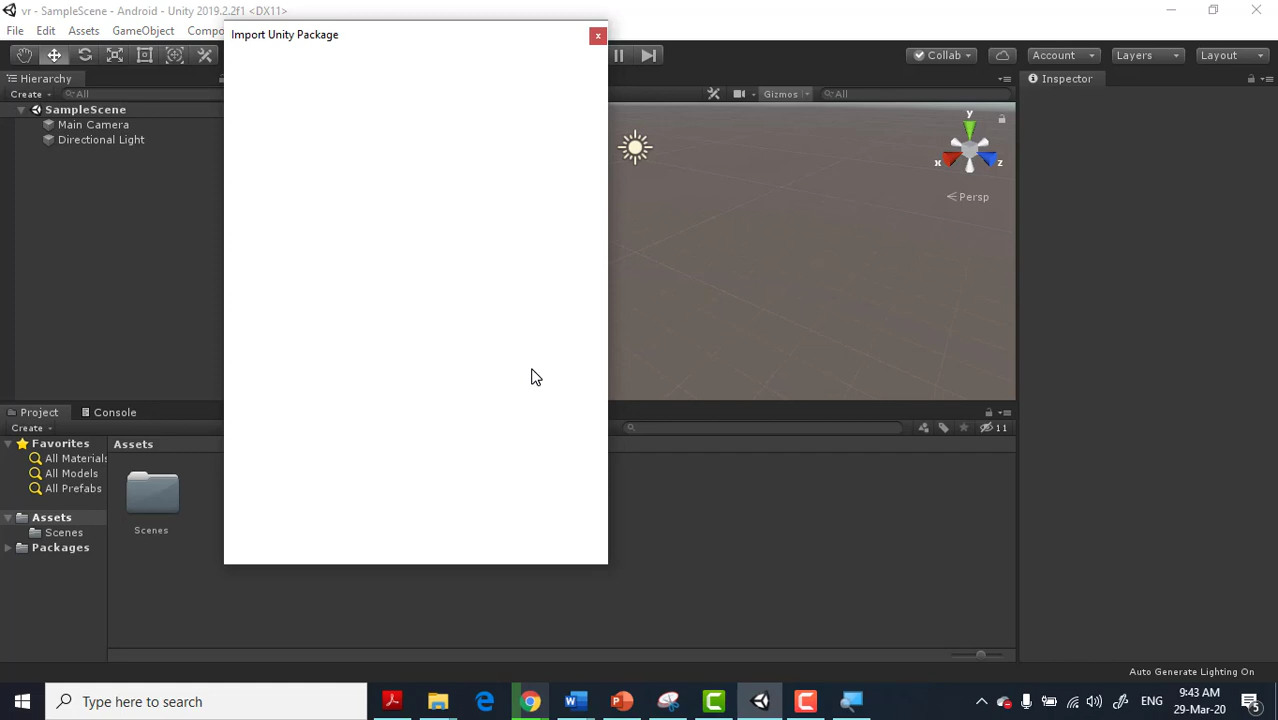 vr - SampleScene - Android - Unity 2019.2.2f1 <DX11>
File Edit Assets GameObject Compo
Import Unity Package
x
Collab Account Layers Layout
Hierarchy
Inspector
Create All
Gizmos All
SampleScene
Main Camera
Directional Light
y
x
z
Persp
Project Console
Create
11
Favorites
All Materials
All Models
All Prefabs
Assets
Scenes
Packages
Assets
Scenes
Auto Generate Lighting On
Type here to search
ENG
9:43 AM
29-Mar-20
5